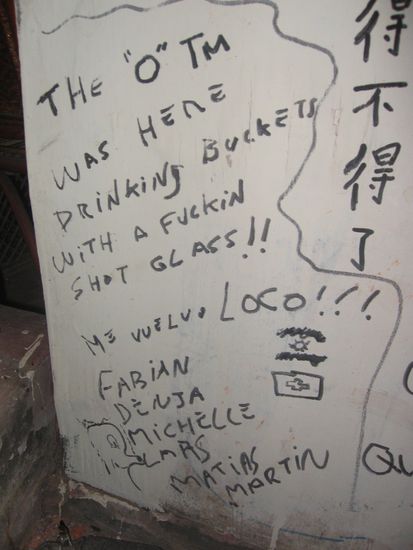 THE "O" TM
WAS HERE
DRINKING BUCKETS
WITH A FUCKIN
SHOT GLASS!!
ME VUELVO LOCO!!!
FABIAN
DENJA
MICHELLE
LARS
MATIAS
MARTIN
得不得了